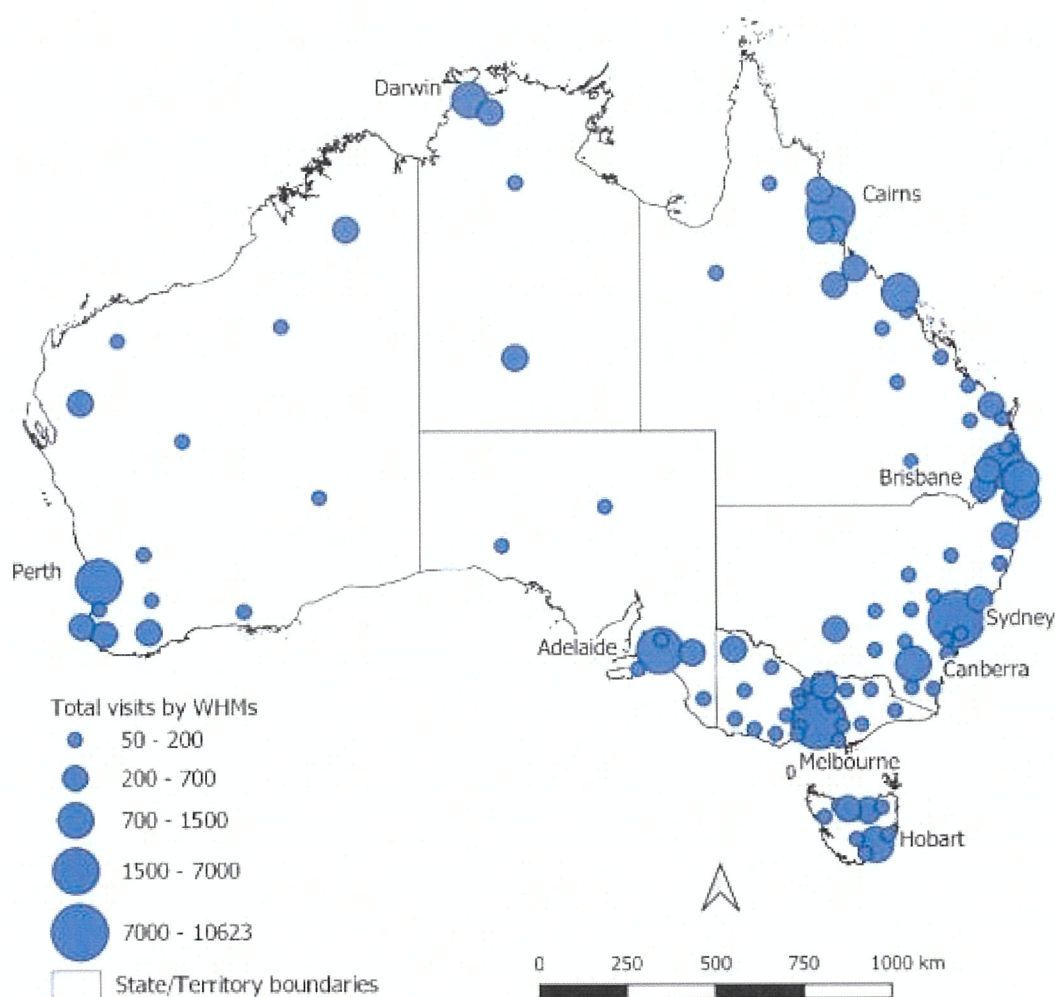 Darwin
Cairns
Brisbane
Perth
Sydney
Adelaide
Canberra
Melbourne
Hobart
Total visits by WHMs
50 - 200
200 - 700
700 - 1500
1500 - 7000
7000 - 10623
State/Territory boundaries
0 250 500 750 1000 km